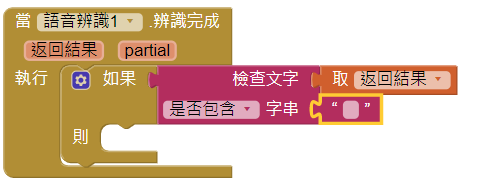 當 語音辨識1 .辨識完成
返回結果 partial
執行 如果 檢查文字 取 返回結果
是否包含 字串 “ ”
則